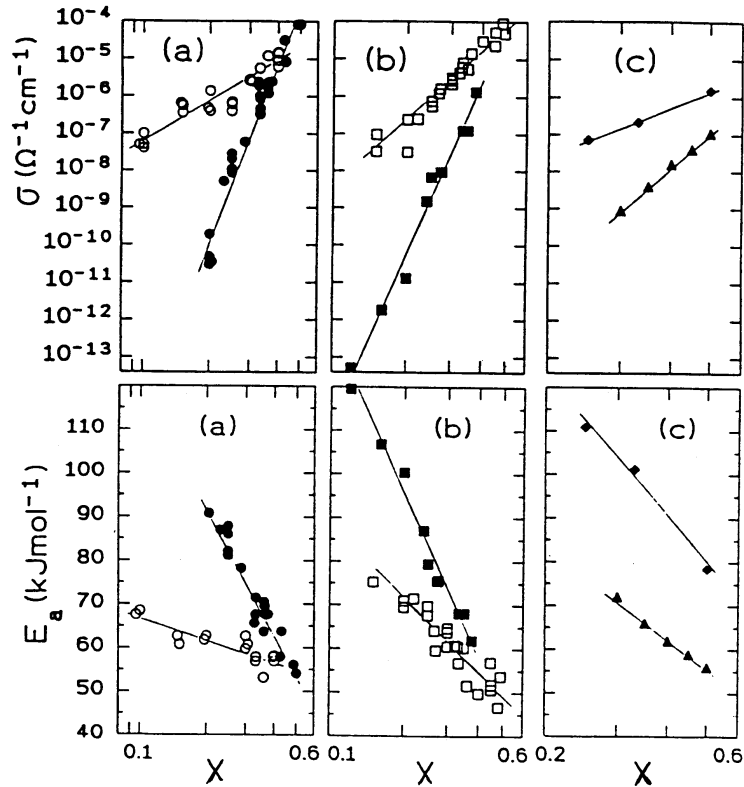 (a)
(b)
(c)
σ (Ω⁻¹cm⁻¹)
10⁻⁴
10⁻⁵
10⁻⁶
10⁻⁷
10⁻⁸
10⁻⁹
10⁻¹⁰
10⁻¹¹
10⁻¹²
10⁻¹³
(a)
(b)
(c)
Eₐ (kJmol⁻¹)
110
100
90
80
70
60
50
40
0.1
0.6
0.1
0.6
0.2
0.6
X
X
X